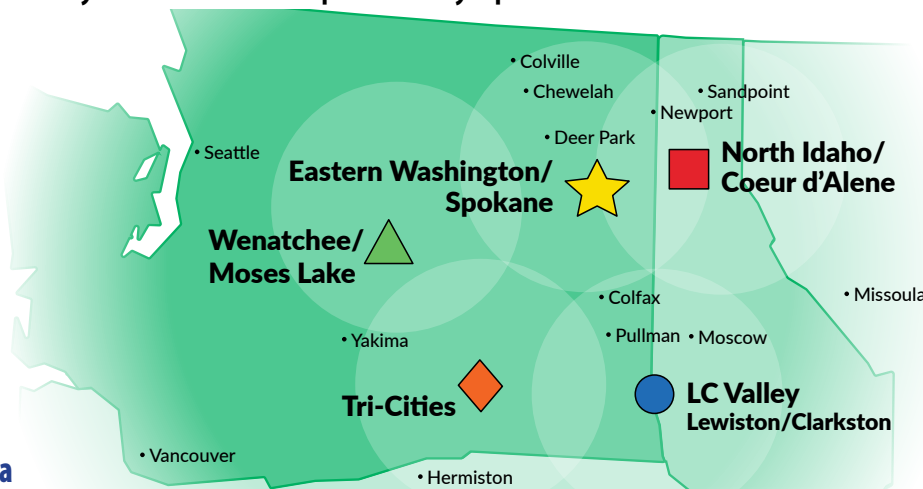 Colville
Chewelah
Sandpoint
Newport
Deer Park
Seattle
Eastern Washington/
Spokane
North Idaho/
Coeur d'Alene
Wenatchee/
Moses Lake
Colfax
Missoula
Yakima
Pullman
Moscow
Tri-Cities
LC Valley
Lewiston/Clarkston
Vancouver
Hermiston